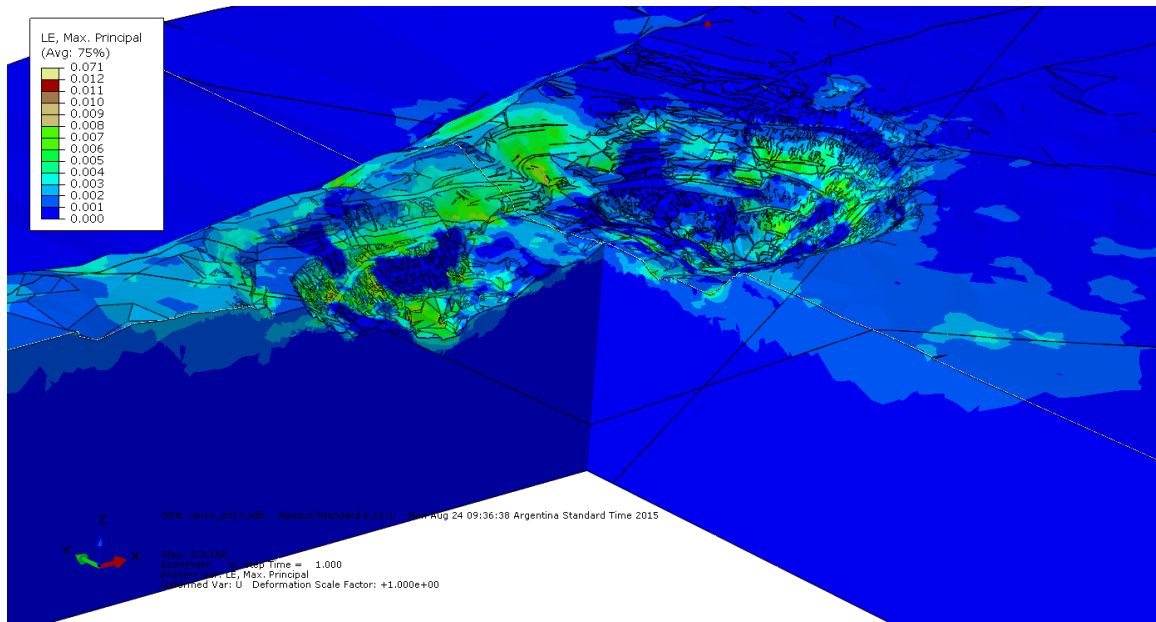 LE, Max. Principal
(Avg: 75%)
0.071
0.012
0.011
0.010
0.009
0.008
0.007
0.006
0.005
0.004
0.003
0.002
0.001
0.000
Z
Y
X
ODB: cerro_2017.odb Abaqus/Standard Mon Aug 24 09:36:38 Argentina Standard Time 2015
Step:
Increment Step Time = 1.000
Primary Var: LE, Max. Principal
Deformed Var: U Deformation Scale Factor: +1.000e+00